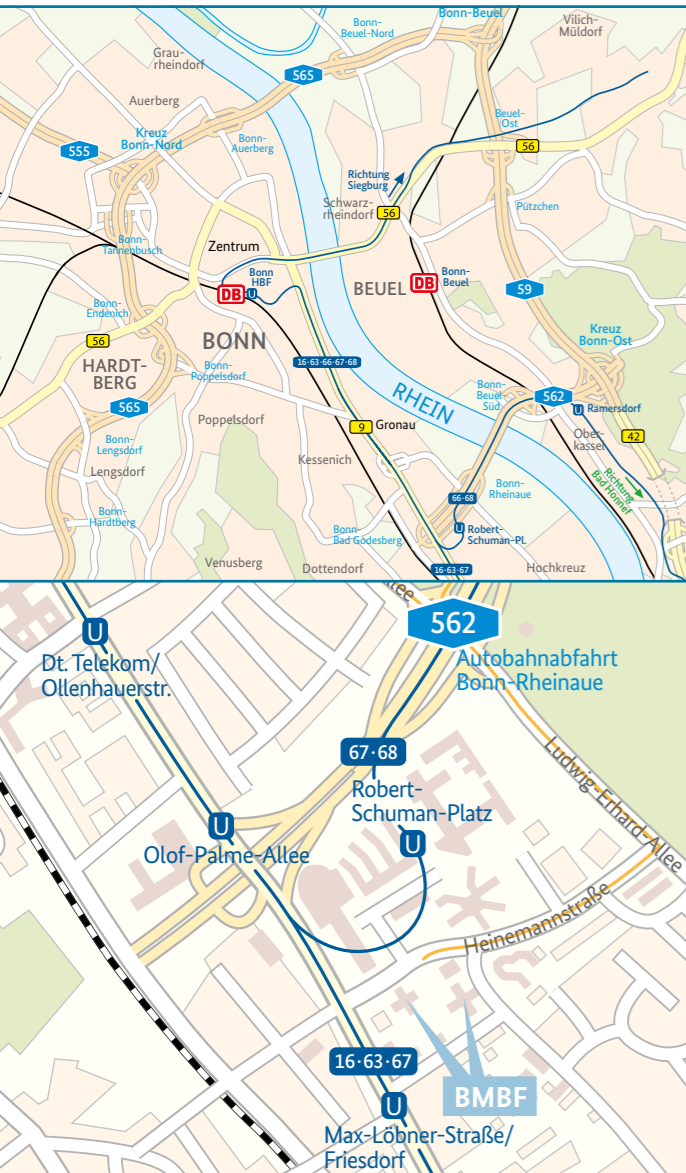 Bonn-Beuel
Bonn-
Beuel-Nord
Vilich-
Müldorf
Grau-
rheindorf
565
Auerberg
Beuel-
Ost
Kreuz
Bonn-Nord
555
Bonn-
Auerberg
56
Richtung
Siegburg
Schwarz-
rheindorf
56
Pützchen
Bonn-
Tannenbusch
Zentrum
Bonn
HBF
DB
U
BEUEL
DB
Bonn-
Beuel
59
Bonn-
Endenich
56
BONN
Kreuz
Bonn-Ost
HARDT-
BERG
Bonn-
Poppelsdorf
16·63·66·67·68
RHEIN
Bonn-
Beuel-
Süd
562
U
Ramersdorf
565
Poppelsdorf
9
Gronau
Ober-
kassel
42
Bonn-
Lengsdorf
Lengsdorf
Kessenich
Richtung
Bad Honnef
Bonn-
Rheinaue
66·68
Bonn-
Hardtberg
Bonn-
Bad Godesberg
U
Robert-
Schuman-Pl.
Venusberg
Dottendorf
16·63·67
Hochkreuz
llee
562
U
Dt. Telekom/
Ollenhauerstr.
Autobahnabfahrt
Bonn-Rheinaue
67·68
Ludwig-Erhard-Allee
Robert-
Schuman-Platz
U
U
Olof-Palme-Allee
Heinemannstraße
16·63·67
BMBF
U
Max-Löbner-Straße/
Friesdorf